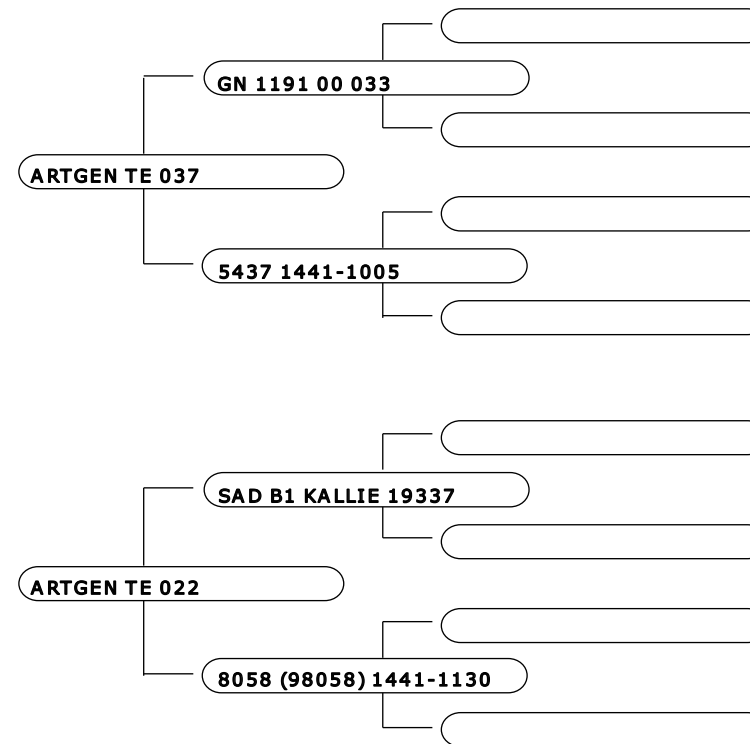 GN 1191 00 033
ARTGEN TE 037
5437 1441-1005
SAD B1 KALLIE 19337
ARTGEN TE 022
8058 (98058) 1441-1130